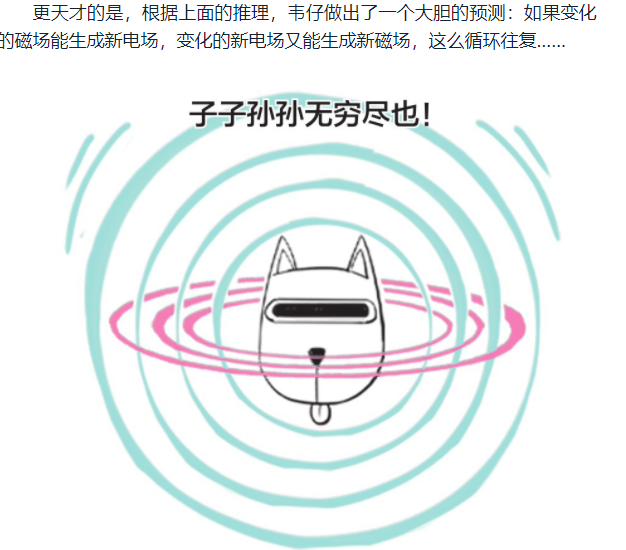 更天才的是，根据上面的推理，韦仔做出了一个大胆的预测：如果变化
的磁场能生成新电场，变化的新电场又能生成新磁场，这么循环往复……
子子孙孙无穷尽也！